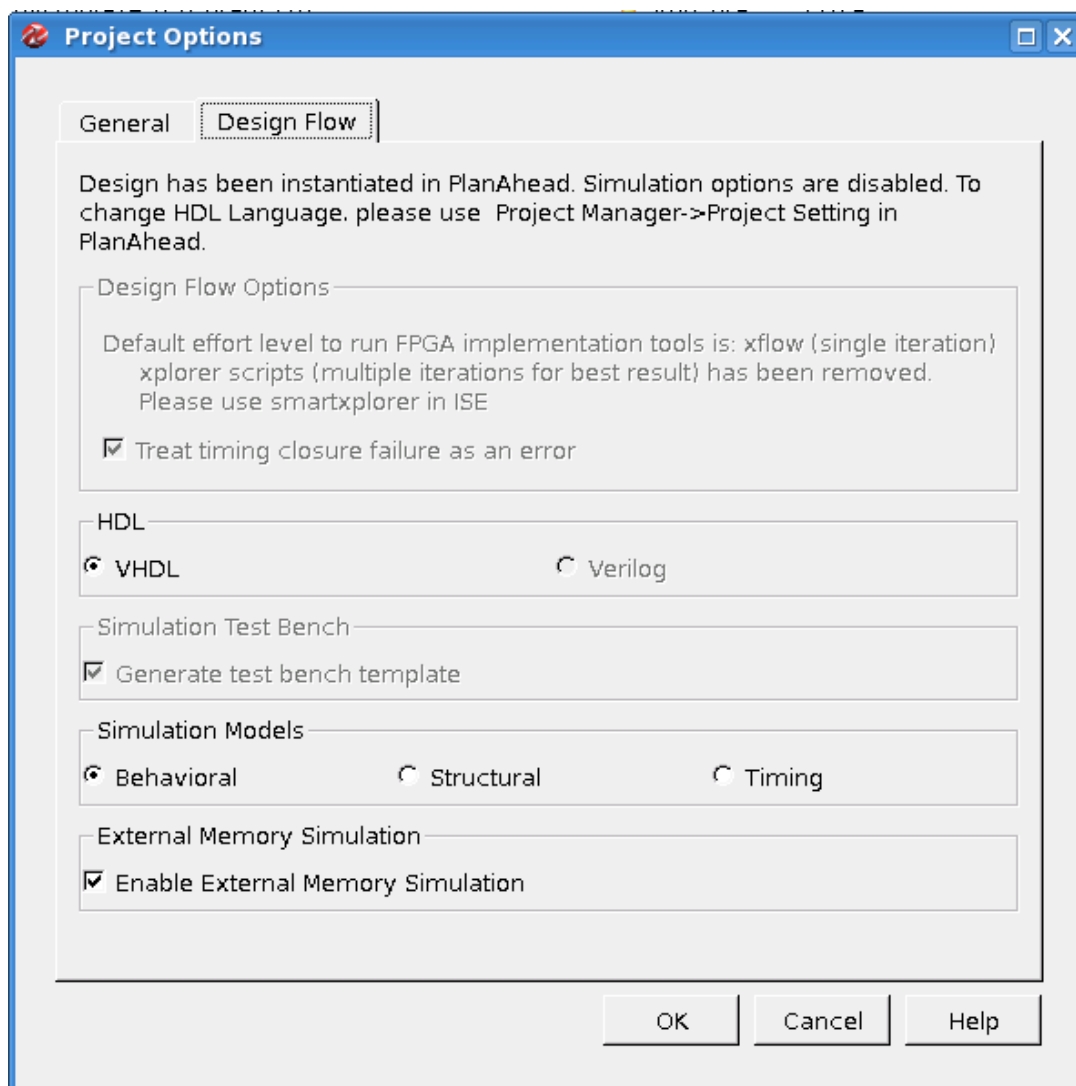 Project Options
General
Design Flow
Design has been instantiated in PlanAhead. Simulation options are disabled. To
change HDL Language. please use  Project Manager->Project Setting in
PlanAhead.
Design Flow Options
Default effort level to run FPGA implementation tools is: xflow (single iteration)
xplorer scripts (multiple iterations for best result) has been removed.
Please use smartxplorer in ISE
Treat timing closure failure as an error
HDL
VHDL
Verilog
Simulation Test Bench
Generate test bench template
Simulation Models
Behavioral
Structural
Timing
External Memory Simulation
Enable External Memory Simulation
OK
Cancel
Help